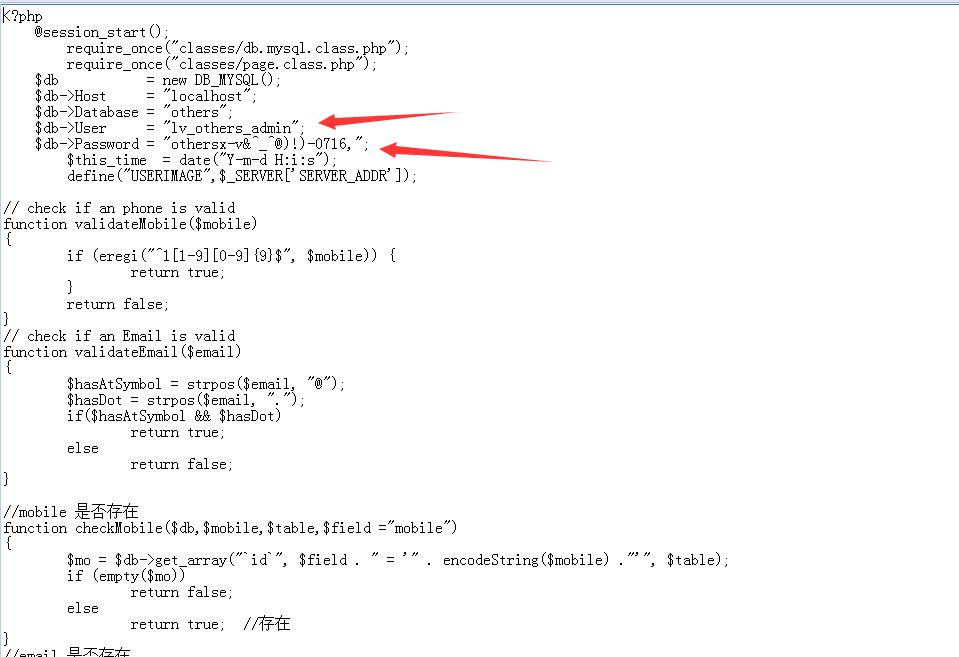 <?php
@session_start();
require_once("classes/db.mysql.class.php");
require_once("classes/page.class.php");
$db = new DB_MYSQL();
$db->Host = "localhost";
$db->Database = "others";
$db->User = "lv_others_admin";
$db->Password = "othersx-v&^_^@)!)-0716,";
$this_time = date("Y-m-d H:i:s");
define("USERIMAGE",$_SERVER['SERVER_ADDR']);
// check if an phone is valid
function validateMobile($mobile)
{
if (eregi("^1[1-9][0-9]{9}$", $mobile)) {
return true;
}
return false;
}
// check if an Email is valid
function validateEmail($email)
{
$hasAtSymbol = strpos($email, "@");
$hasDot = strpos($email, ".");
if($hasAtSymbol && $hasDot)
return true;
else
return false;
}
//mobile 是否存在
function checkMobile($db,$mobile,$table,$field ="mobile")
{
$mo = $db->get_array("`id`", $field . " = '" . encodeString($mobile) ."'", $table);
if (empty($mo))
return false;
else
return true; //存在
}
//email 是否存在